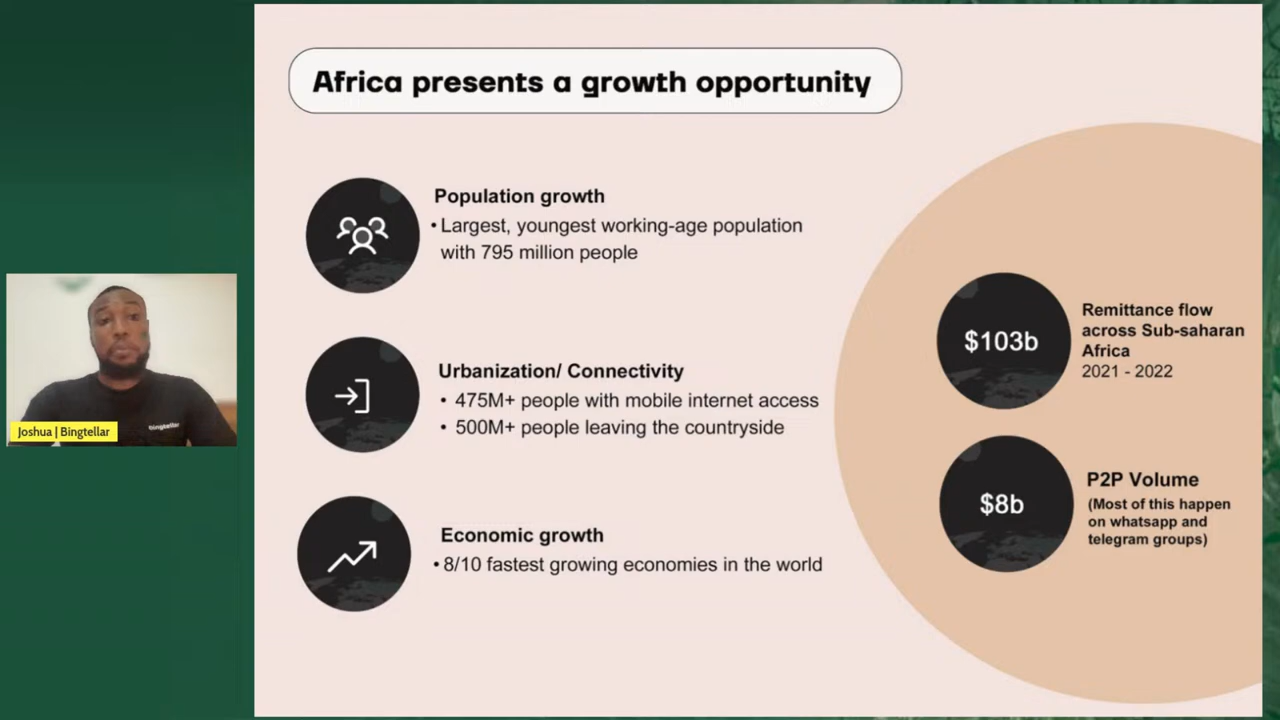 Africa presents a growth opportunity
Population growth
• Largest, youngest working-age population
with 795 million people
Urbanization/ Connectivity
• 475M+ people with mobile internet access
• 500M+ people leaving the countryside
Economic growth
• 8/10 fastest growing economies in the world
$103b
Remittance flow
across Sub-saharan
Africa
2021 - 2022
$8b
P2P Volume
(Most of this happen
on whatsapp and
telegram groups)
bingtellar
Joshua | Bingtellar